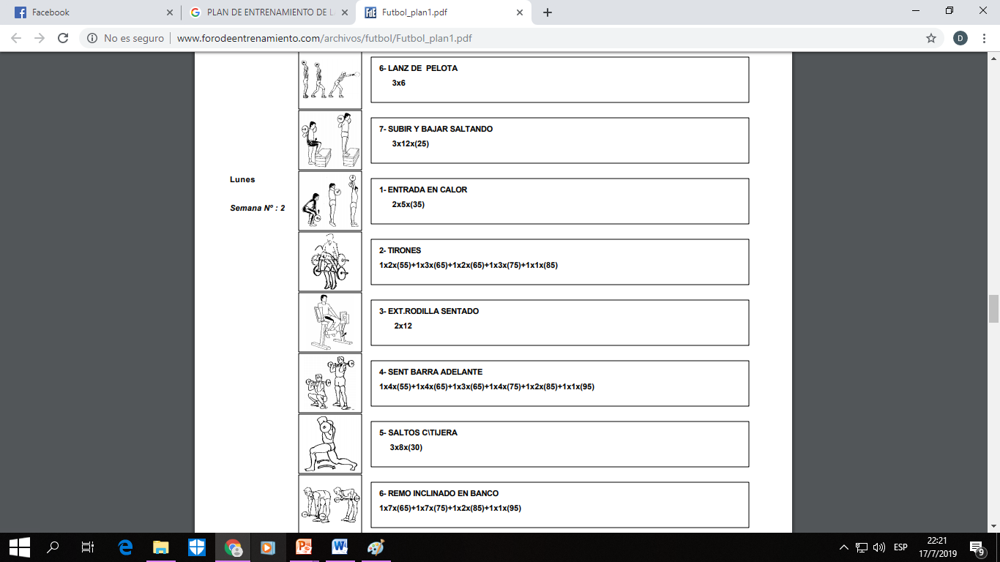 Facebook
PLAN DE ENTRENAMIENTO DE L
Futbol_plan1.pdf
No es seguro
www.forodeentrenamiento.com/archivos/futbol/Futbol_plan1.pdf
D
6- LANZ DE PELOTA
3x6
7- SUBIR Y BAJAR SALTANDO
3x12x(25)
Lunes
Semana Nº : 2
1- ENTRADA EN CALOR
2x5x(35)
2- TIRONES
1x2x(55)+1x3x(65)+1x2x(65)+1x3x(75)+1x1x(85)
3- EXT.RODILLA SENTADO
2x12
4- SENT BARRA ADELANTE
1x4x(55)+1x4x(65)+1x3x(65)+1x4x(75)+1x2x(85)+1x1x(95)
5- SALTOS C\TIJERA
3x8x(30)
6- REMO INCLINADO EN BANCO
1x7x(65)+1x7x(75)+1x2x(85)+1x1x(95)
ESP
22:21
17/7/2019
9